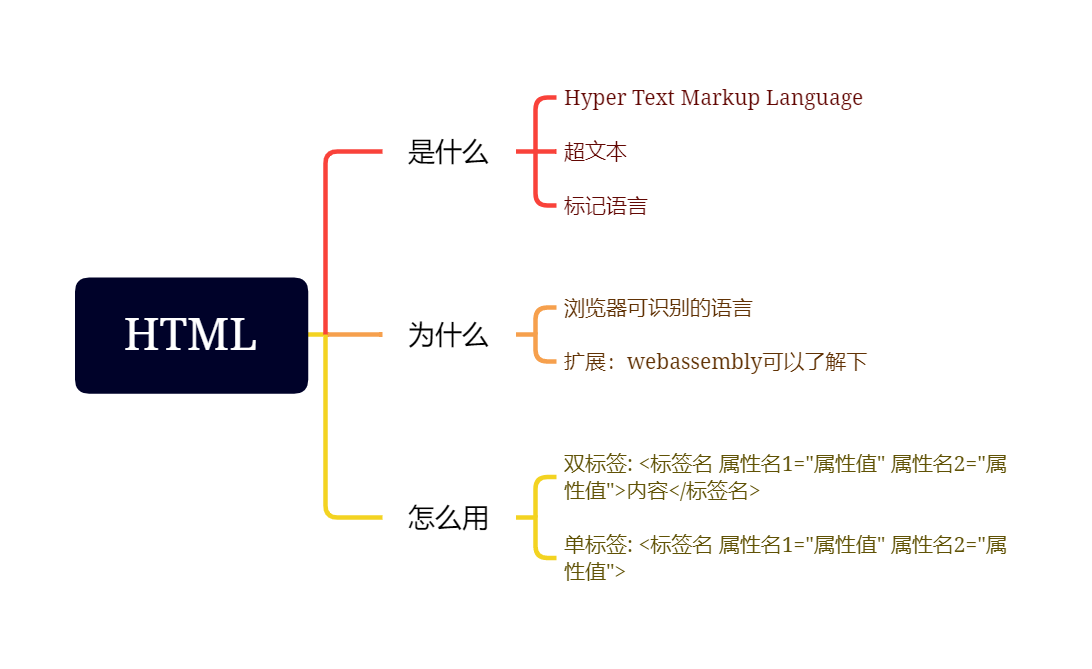 HTML
是什么
Hyper Text Markup Language
超文本
标记语言
为什么
浏览器可识别的语言
扩展：webassembly可以了解下
怎么用
双标签: <标签名 属性名1="属性值" 属性名2="属
性值">内容</标签名>
单标签: <标签名 属性名1="属性值" 属性名2="属
性值">